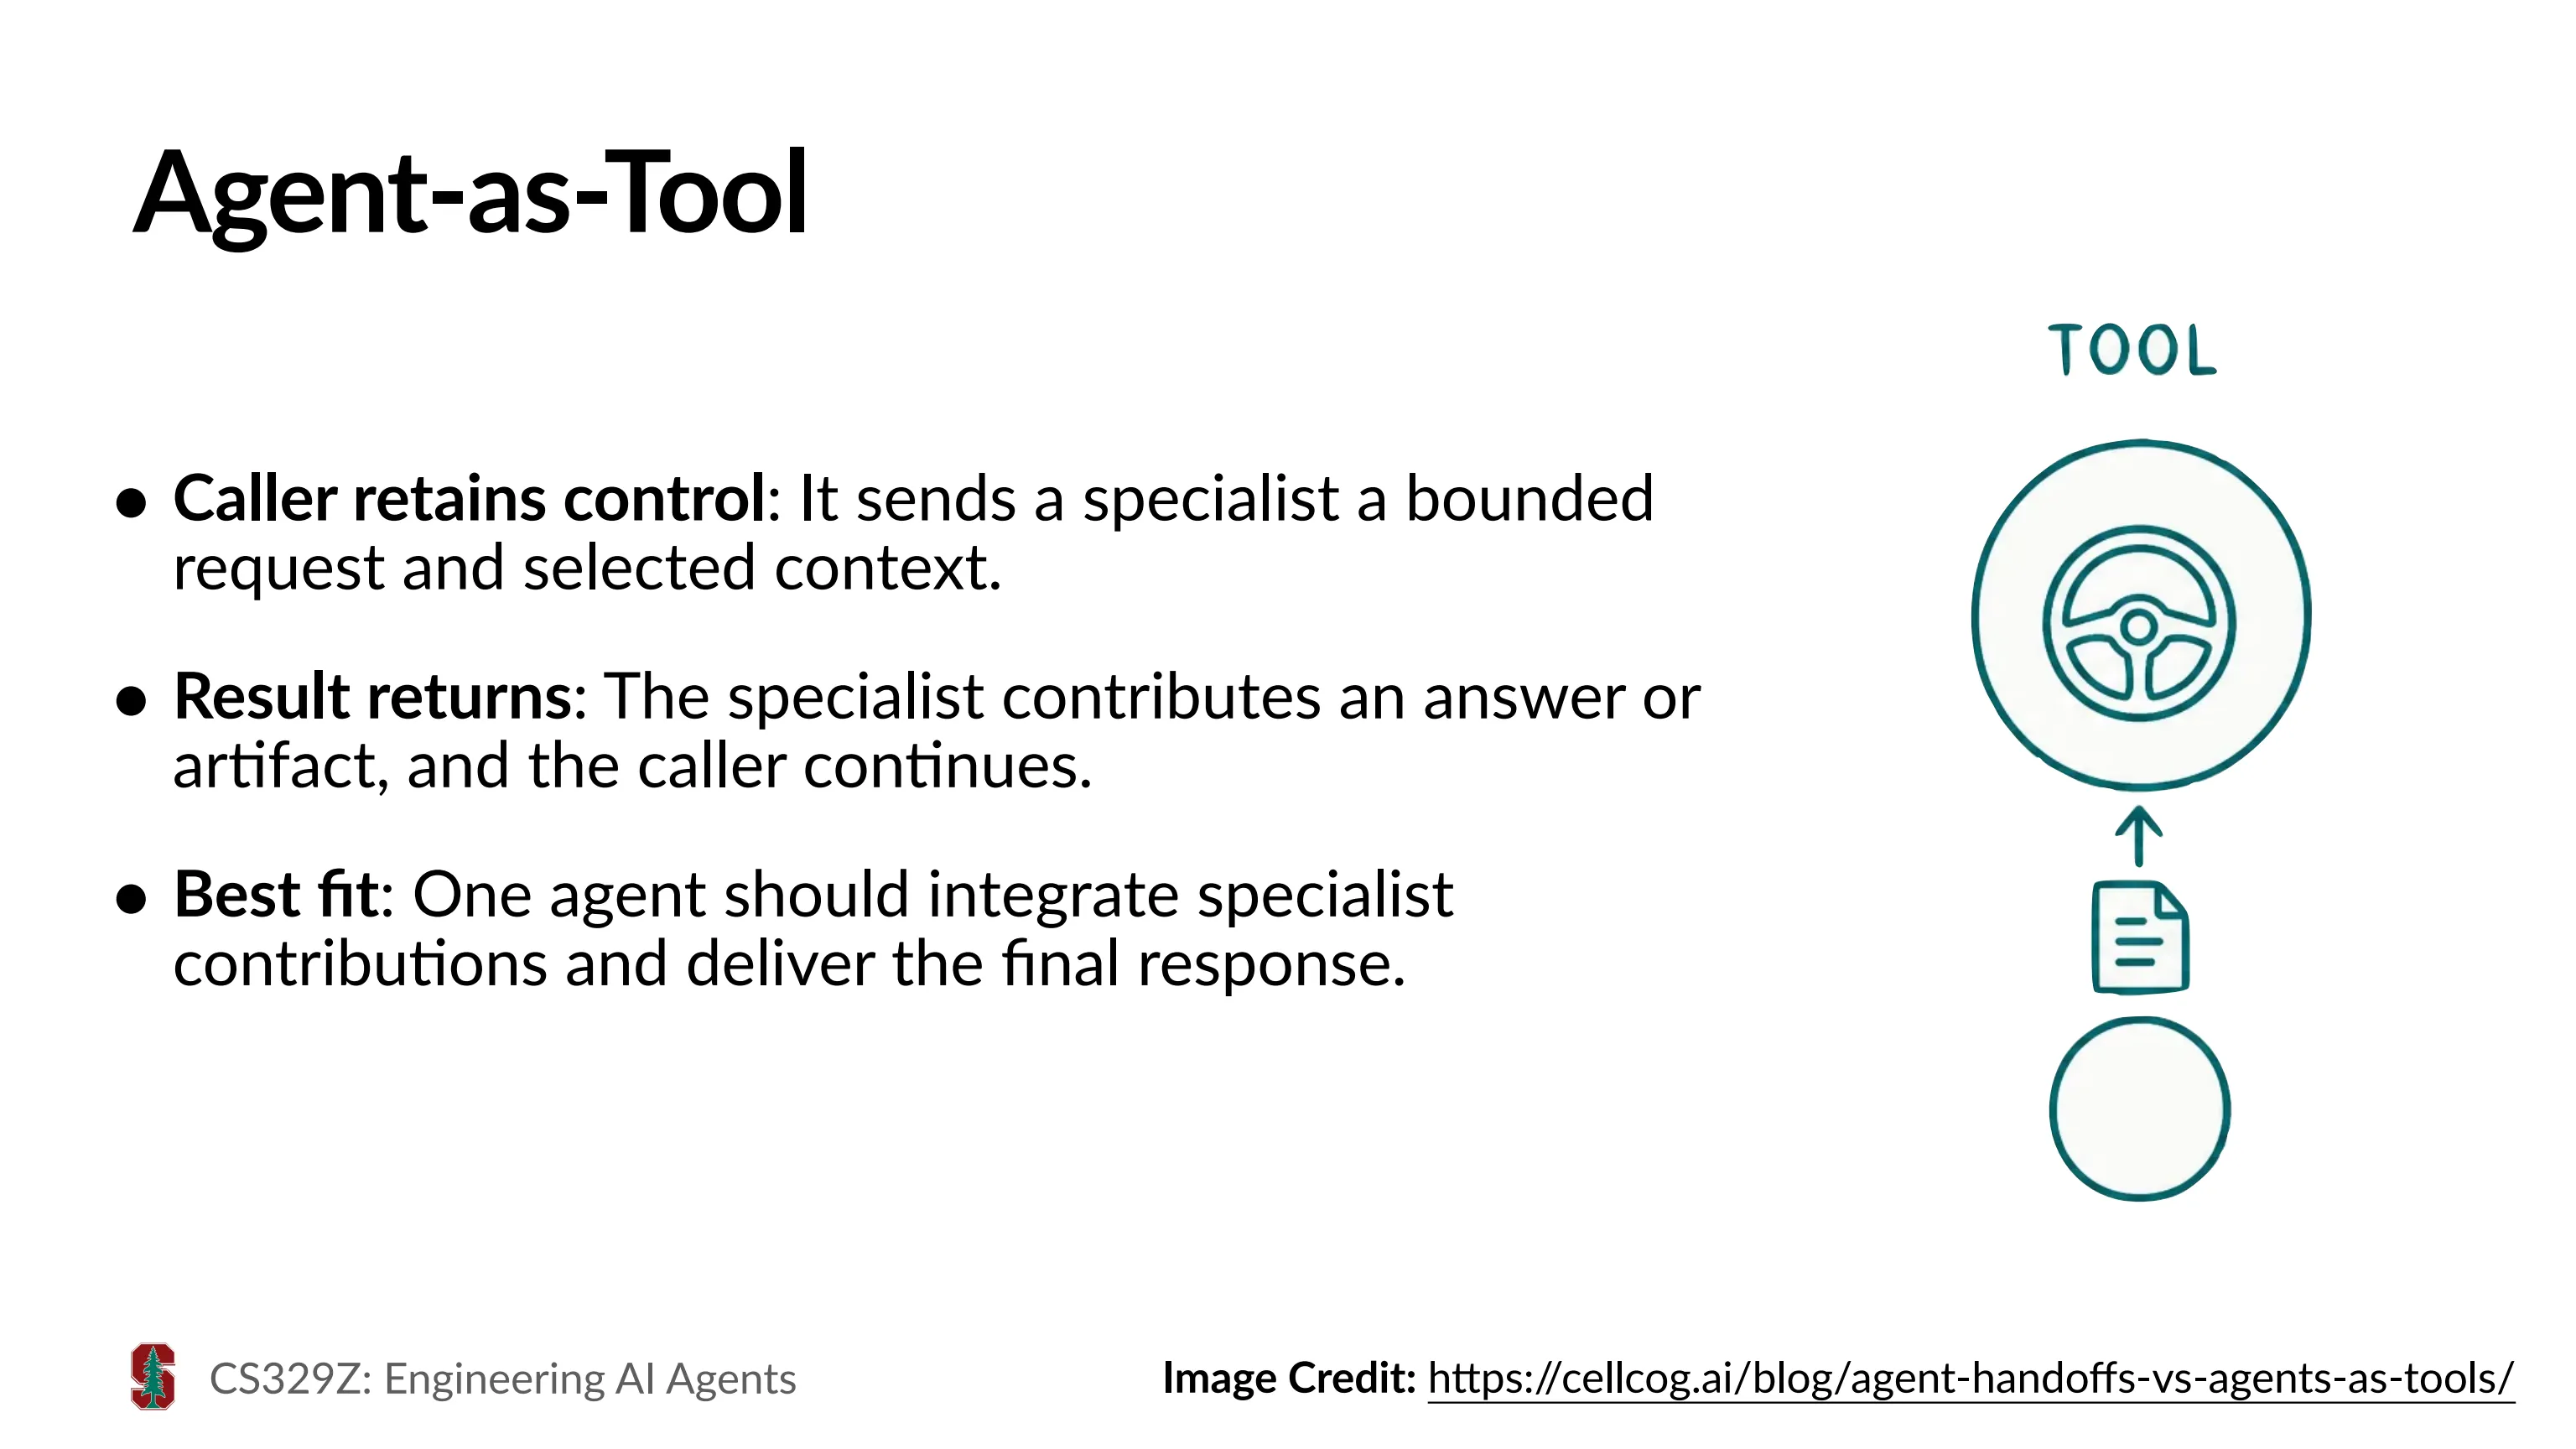 Agent-as-Tool
TOOL
● Caller retains control: It sends a specialist a bounded
request and selected context.
● Result returns: The specialist contributes an answer or
artifact, and the caller continues.
● Best fit: One agent should integrate specialist
contributions and deliver the final response.
CS329Z: Engineering AI Agents
Image Credit: https://cellcog.ai/blog/agent-handoffs-vs-agents-as-tools/